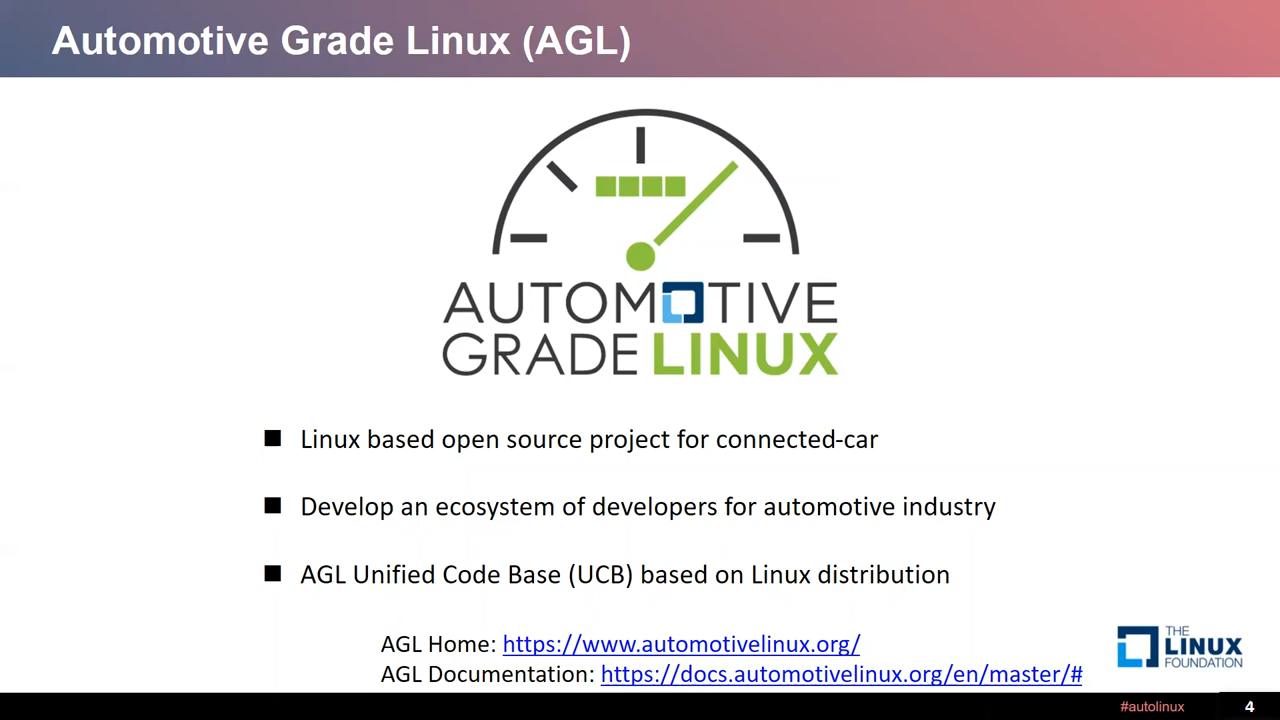 Automotive Grade Linux (AGL)
AUTOMOTIVE
GRADE LINUX
Linux based open source project for connected-car
Develop an ecosystem of developers for automotive industry
AGL Unified Code Base (UCB) based on Linux distribution
AGL Home: https://www.automotivelinux.org/
AGL Documentation: https://docs.automotivelinux.org/en/master/#
THE
LINUX
FOUNDATION
#autolinux
4